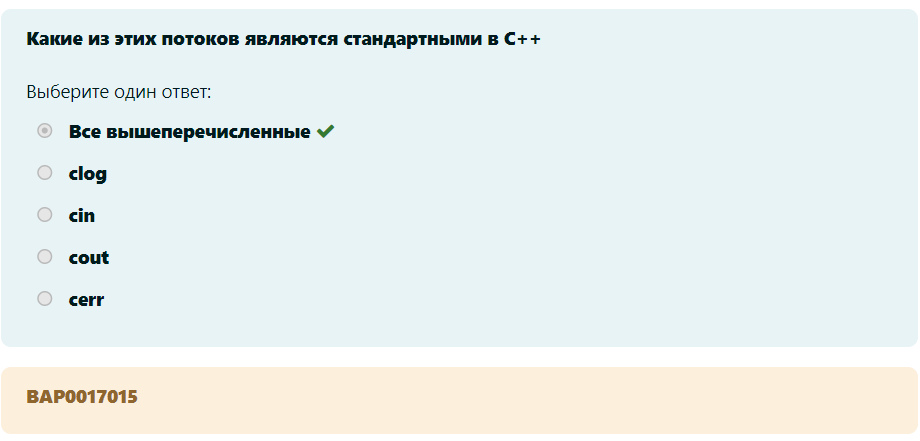 Какие из этих потоков являются стандартными в C++
Выберите один ответ:
Все вышеперечисленные
clog
cin
cout
cerr
BAP0017015